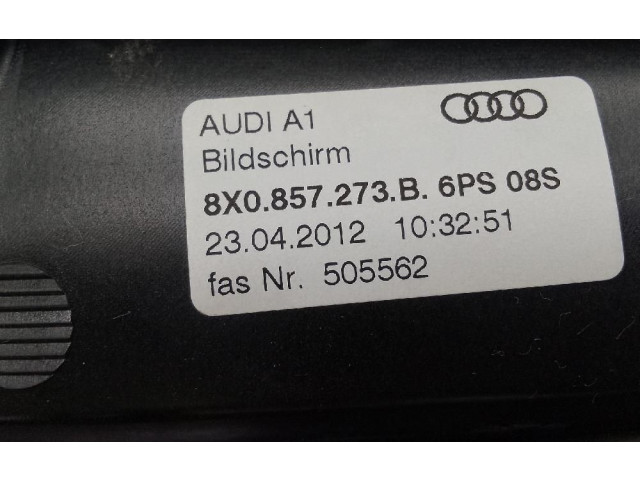 AUDI A1
Bildschirm
8X0.857.273.B. 6PS 08S
23.04.2012 10:32:51
fas Nr. 505562